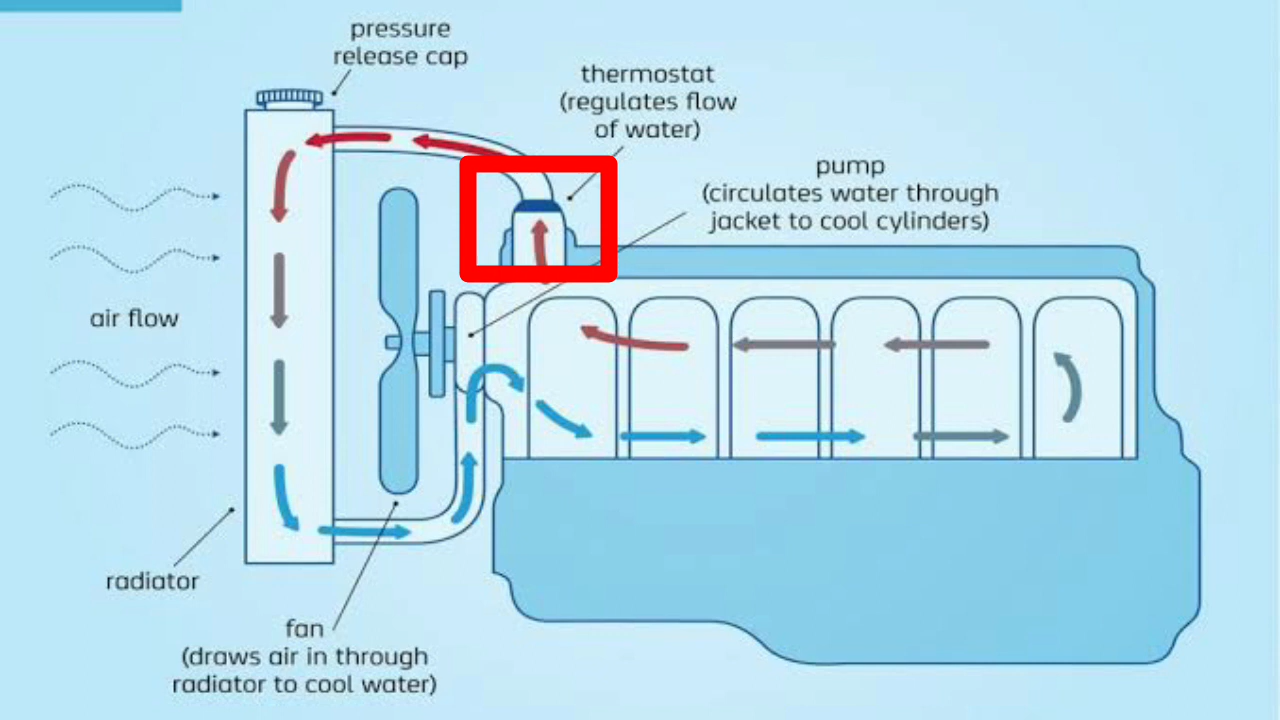 pressure
release cap
thermostat
(regulates flow
of water)
pump
(circulates water through
jacket to cool cylinders)
air flow
radiator
fan
(draws air in through
radiator to cool water)